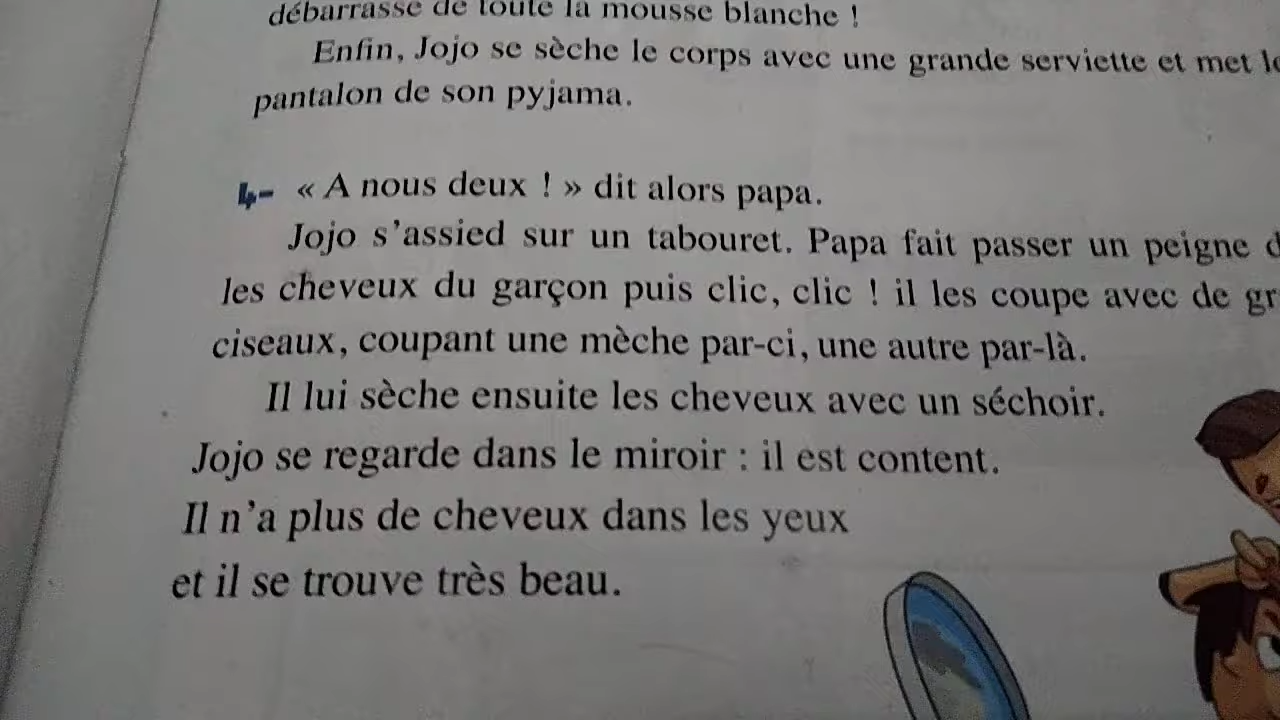 débarrasse de toute la mousse blanche !
Enfin, Jojo se sèche le corps avec une grande serviette et met
pantalon de son pyjama.
4- « A nous deux ! » dit alors papa.
Jojo s'assied sur un tabouret. Papa fait passer un peigne
les cheveux du garçon puis clic, clic ! il les coupe avec de
ciseaux, coupant une mèche par-ci, une autre par-là.
Il lui sèche ensuite les cheveux avec un séchoir.
Jojo se regarde dans le miroir : il est content.
Il n'a plus de cheveux dans les yeux
et il se trouve très beau.